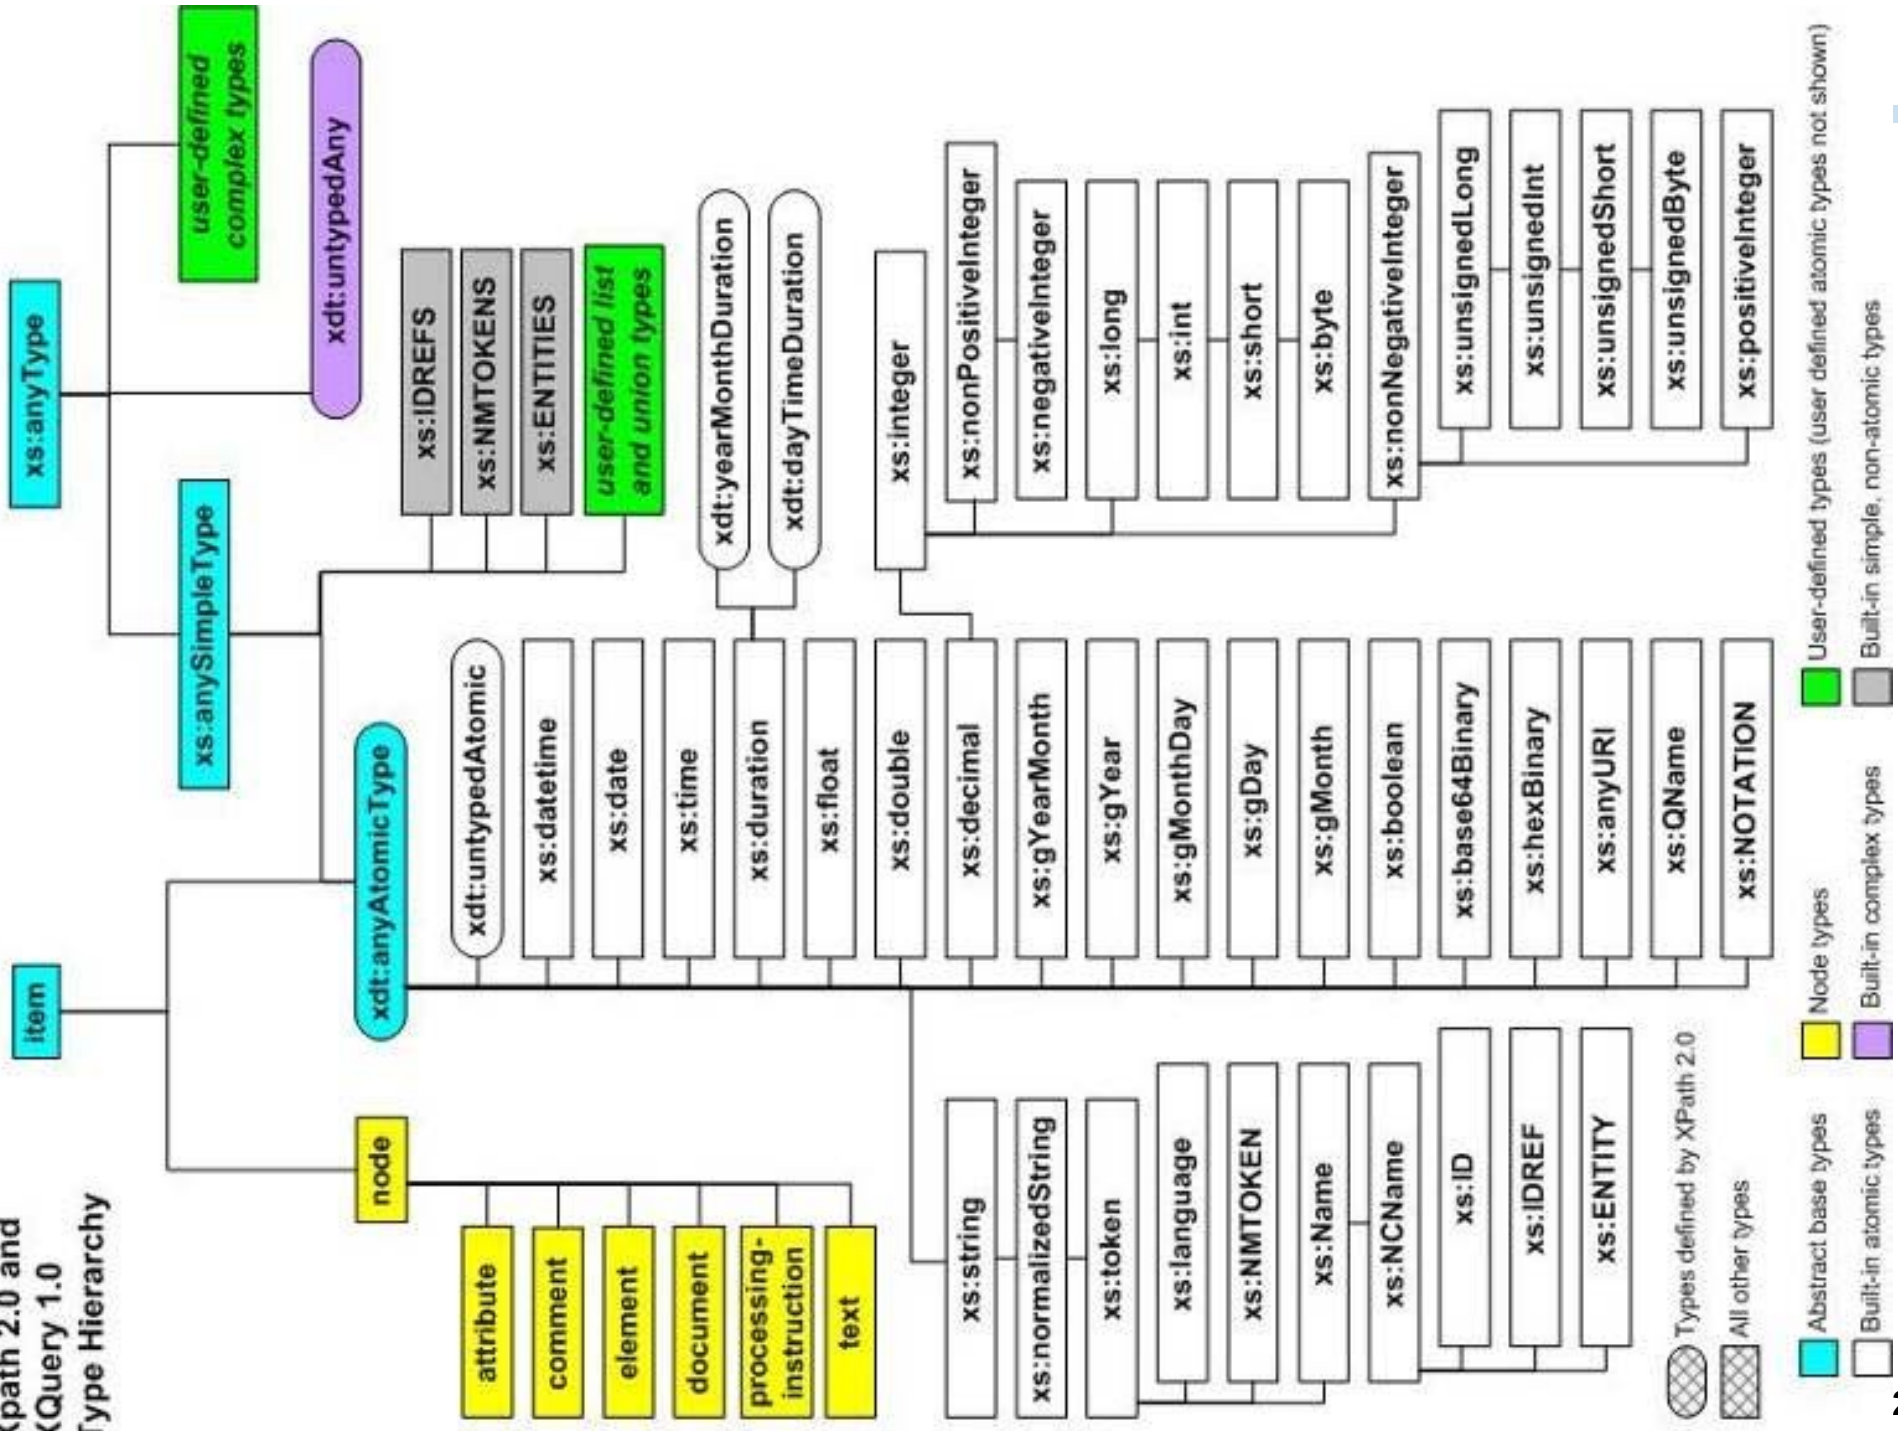 Xpath 2.0 and
XQuery 1.0
Type Hierarchy
item
xs:anyType
xs:anySimpleType
user-defined
complex types
node
xdt:anyAtomicType
xdt:untypedAny
attribute
comment
element
document
processing-
instruction
text
xdt:untypedAtomic
xs:datetime
xs:date
xs:time
xs:duration
xs:float
xs:double
xs:decimal
xs:gYearMonth
xs:gYear
xs:gMonthDay
xs:gDay
xs:gMonth
xs:boolean
xs:base64Binary
xs:hexBinary
xs:anyURI
xs:QName
xs:NOTATION
xs:IDREFS
xs:NMTOKENS
xs:ENTITIES
user-defined list
and union types
xdt:yearMonthDuration
xdt:dayTimeDuration
xs:integer
xs:nonPositiveInteger
xs:negativeInteger
xs:long
xs:int
xs:short
xs:byte
xs:nonNegativeInteger
xs:unsignedLong
xs:unsignedInt
xs:unsignedShort
xs:unsignedByte
xs:positiveInteger
xs:string
xs:normalizedString
xs:token
xs:language
xs:NMTOKEN
xs:Name
xs:NCName
xs:ID
xs:IDREF
xs:ENTITY
Types defined by XPath 2.0
All other types
Abstract base types
Node types
User-defined types (user defined atomic types not shown)
Built-in atomic types
Built-in complex types
Built-in simple, non-atomic types